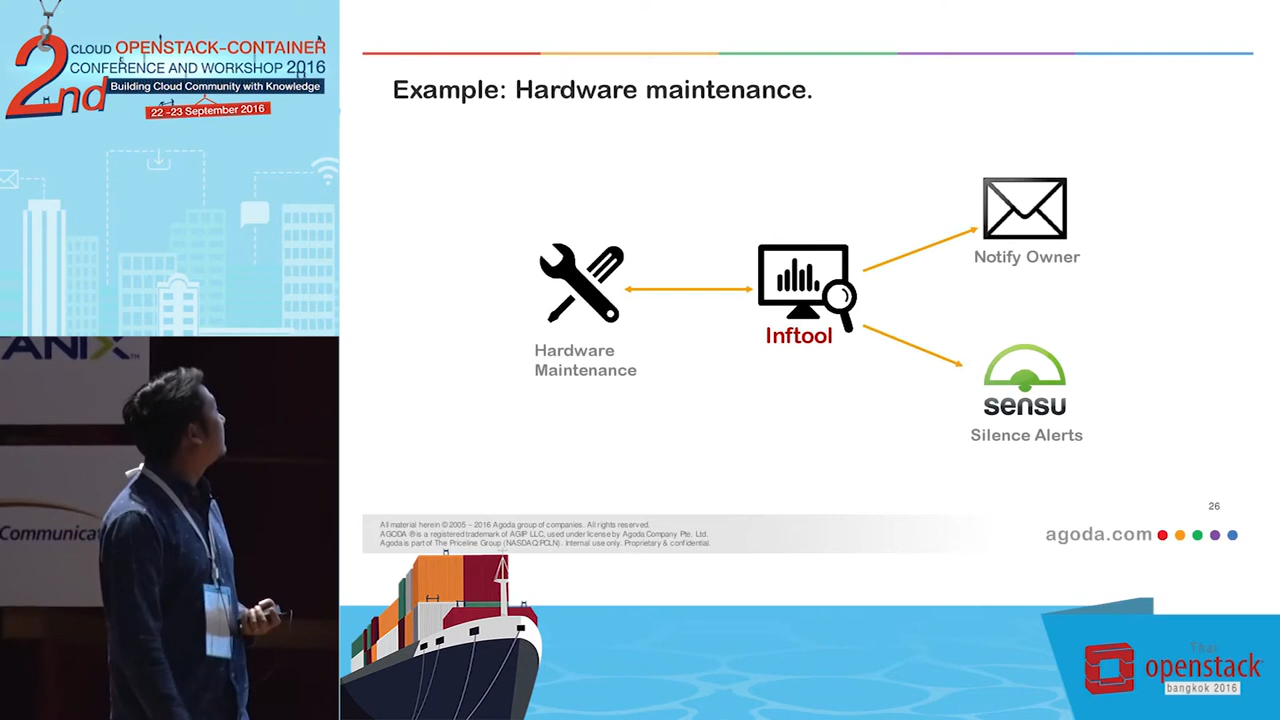 2nd
CLOUD OPENSTACK-CONTAINER
CONFERENCE AND WORKSHOP 2016
Building Cloud Community with Knowledge
22 -23 September 2016
ANIX™
Communicat
Example: Hardware maintenance.
Hardware
Maintenance
Inftool
Notify Owner
sensu
Silence Alerts
26
All material herein © 2005 – 2016 Agoda group of companies. All rights reserved.
AGODA ® is a registered trademark of AGIP LLC, used under license by Agoda Company Pte. Ltd.
Agoda is part of The Priceline Group (NASDAQ:PCLN). Internal use only. Proprietary & confidential.
agoda.com
Thai
openstack
bangkok 2016